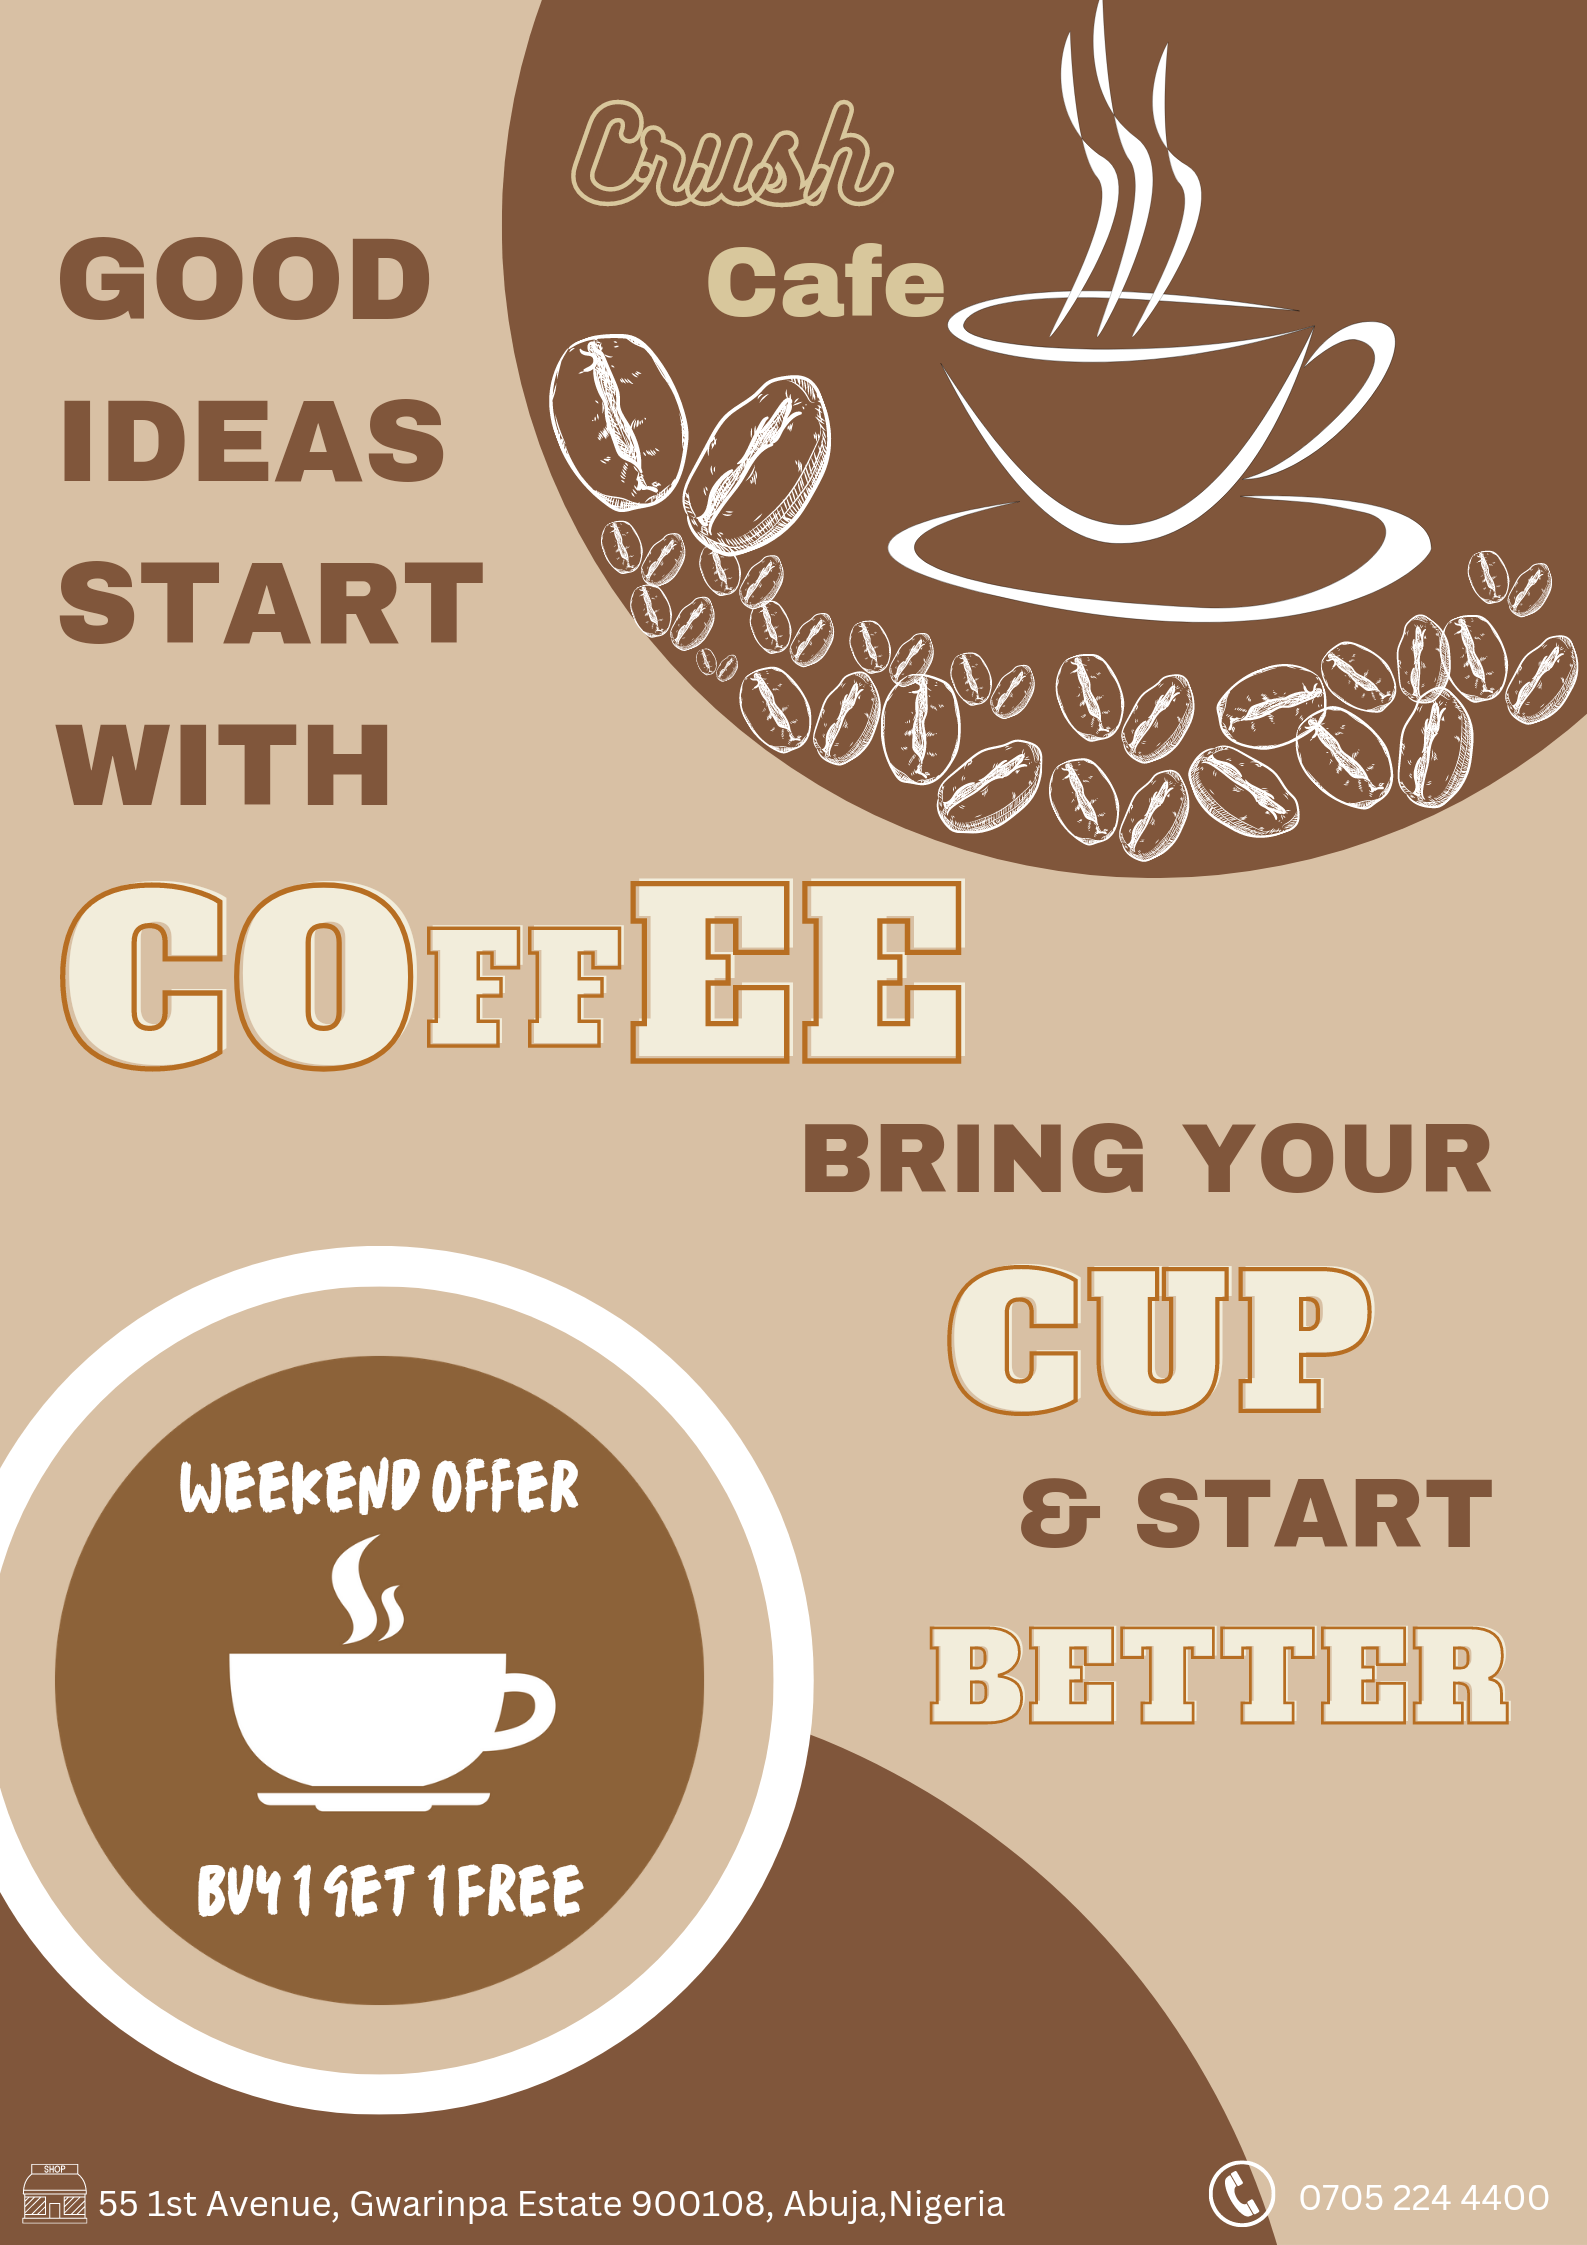 Crush
Cafe
GOOD
IDEAS
START
WITH
COFFEE
BRING YOUR
CUP
& START
BETTER
WEEKEND OFFER
BUY 1 GET 1 FREE
SHOP
55 1st Avenue, Gwarinpa Estate 900108, Abuja,Nigeria
0705 224 4400